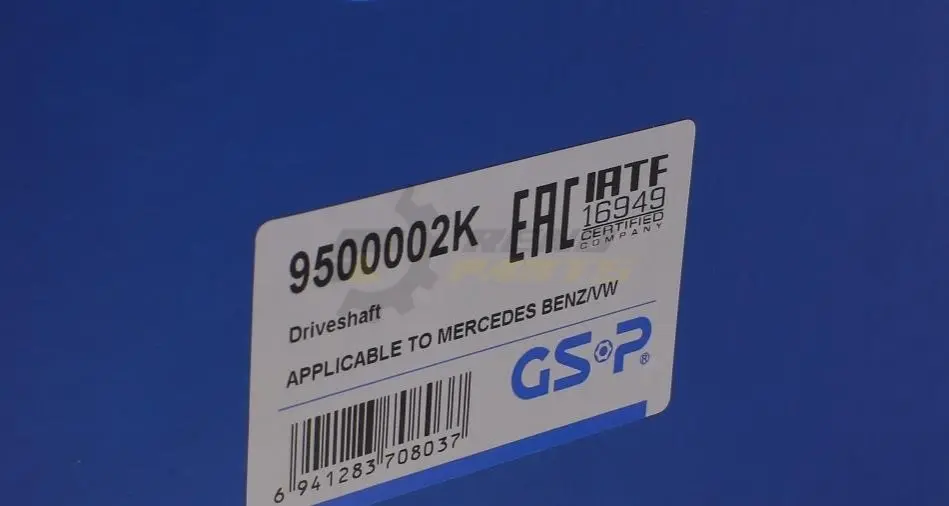 9500002K
EAC
IATF
16949
CERTIFIED
COMPANY
Driveshaft
APPLICABLE TO MERCEDES BENZ/VW
GSP®
6 941283 708037